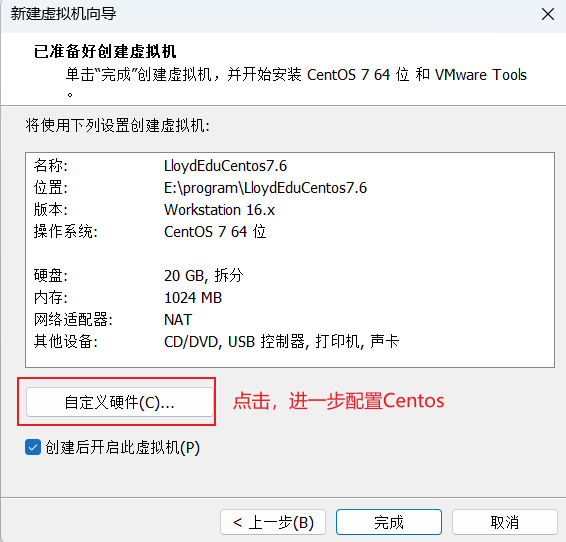 新建虚拟机向导
已准备好创建虚拟机
单击“完成”创建虚拟机，并开始安装 CentOS 7 64 位 和 VMware Tools
。
将使用下列设置创建虚拟机:
名称: LloydEduCentos7.6
位置: E:\program\LloydEduCentos7.6
版本: Workstation 16.x
操作系统: CentOS 7 64 位
硬盘: 20 GB, 拆分
内存: 1024 MB
网络适配器: NAT
其他设备: CD/DVD, USB 控制器, 打印机, 声卡
自定义硬件(C)... 点击，进一步配置Centos
创建后开启此虚拟机(P)
< 上一步(B) 完成 取消